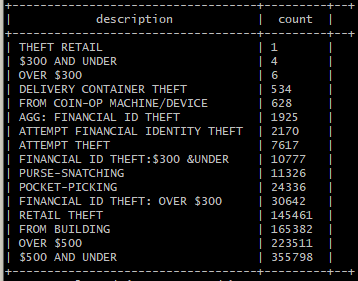 description count
THEFT RETAIL 1
$300 AND UNDER 4
OVER $300 6
DELIVERY CONTAINER THEFT 534
FROM COIN-OP MACHINE/DEVICE 628
AGG: FINANCIAL ID THEFT 1925
ATTEMPT FINANCIAL IDENTITY THEFT 2170
ATTEMPT THEFT 7617
FINANCIAL ID THEFT:$300 &UNDER 10777
PURSE-SNATCHING 11326
POCKET-PICKING 24336
FINANCIAL ID THEFT: OVER $300 30642
RETAIL THEFT 145461
FROM BUILDING 165382
OVER $500 223511
$500 AND UNDER 355798